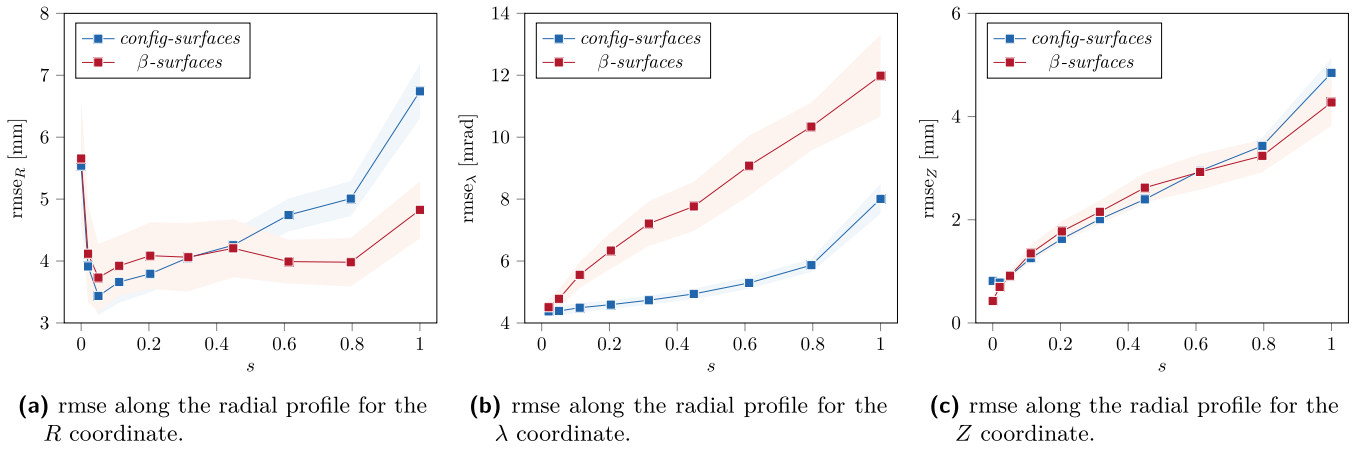 8
7
6
5
4
3
rmse_R [mm]
config-surfaces
β-surfaces
0 0.2 0.4 0.6 0.8 1
s
(a) rmse along the radial profile for the
R coordinate.
14
12
10
8
6
4
rmse_λ [mrad]
config-surfaces
β-surfaces
0 0.2 0.4 0.6 0.8 1
s
(b) rmse along the radial profile for the
λ coordinate.
6
4
2
0
rmse_Z [mm]
config-surfaces
β-surfaces
0 0.2 0.4 0.6 0.8 1
s
(c) rmse along the radial profile for the
Z coordinate.